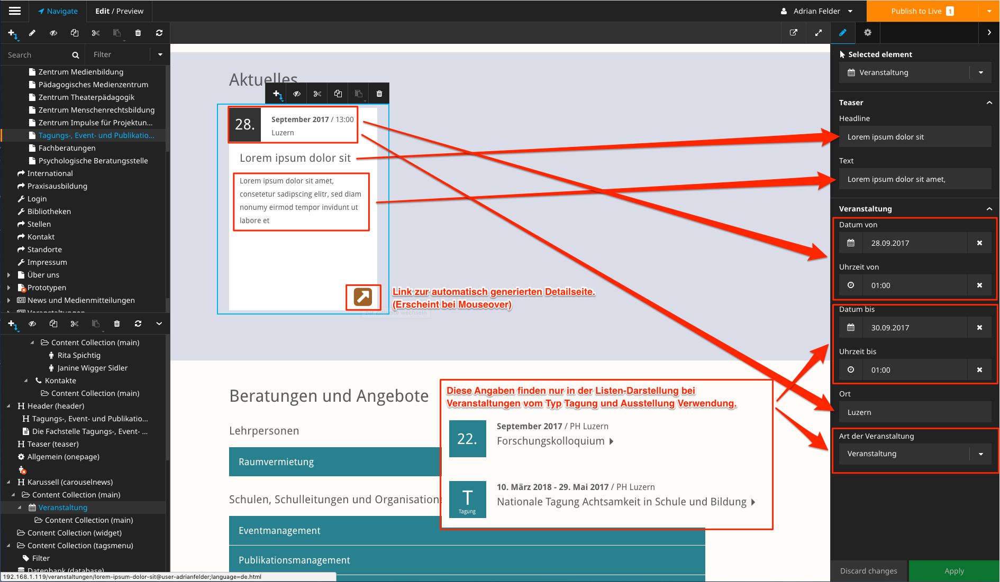 Navigate
Edit / Preview
Adrian Felder
Publish to Live 1
Search
Filter
Zentrum Medienbildung
Pädagogisches Medienzentrum
Zentrum Theaterpädagogik
Zentrum Menschenrechtsbildung
Zentrum Impulse für Projektun...
Tagungs-, Event- und Publikatio...
Fachberatungen
Psychologische Beratungsstelle
International
Praxisausbildung
Login
Bibliotheken
Stellen
Kontakt
Standorte
Impressum
Über uns
Prototypen
News und Medienmitteilungen
Veranstaltungen
Content Collection (main)
Rita Spichtig
Janine Wigger Sidler
Kontakte
Content Collection (main)
Header (header)
Tagungs-, Event- und Publikatio...
Die Fachstelle Tagungs-, Event- ...
Teaser (teaser)
Allgemein (onepage)
Karussell (carouselnews)
Content Collection (main)
Veranstaltung
Content Collection (main)
Content Collection (widget)
Content Collection (tagsmenu)
Filter
Datenbank (database)
192.168.1.119/veranstaltungen/lorem-ipsum-dolor-sit@user-adrianfelder;language=de.html
Aktuelles
28.
September 2017 / 13:00
Luzern
Lorem ipsum dolor sit
Lorem ipsum dolor sit amet,
consetetur sadipscing elitr, sed diam
nonumy eirmod tempor invidunt ut
labore et
Link zur automatisch generierten Detailseite.
(Erscheint bei Mouseover)
zur Zielseite wechseln
Beratungen und Angebote
Lehrpersonen
Raumvermietung
Schulen, Schulleitungen und Organisation
Eventmanagement
Publikationsmanagement
Diese Angaben finden nur in der Listen-Darstellung bei
Veranstaltungen vom Typ Tagung und Ausstellung Verwendung.
22.
September 2017 / PH Luzern
Forschungskolloquium
T
Tagung
10. März 2018 - 29. Mai 2017 / PH Luzern
Nationale Tagung Achtsamkeit in Schule und Bildung
Selected element
Veranstaltung
Teaser
Headline
Lorem ipsum dolor sit
Text
Lorem ipsum dolor sit amet,
Veranstaltung
Datum von
28.09.2017
Uhrzeit von
01:00
Datum bis
30.09.2017
Uhrzeit bis
01:00
Ort
Luzern
Art der Veranstaltung
Veranstaltung
Discard changes
Apply